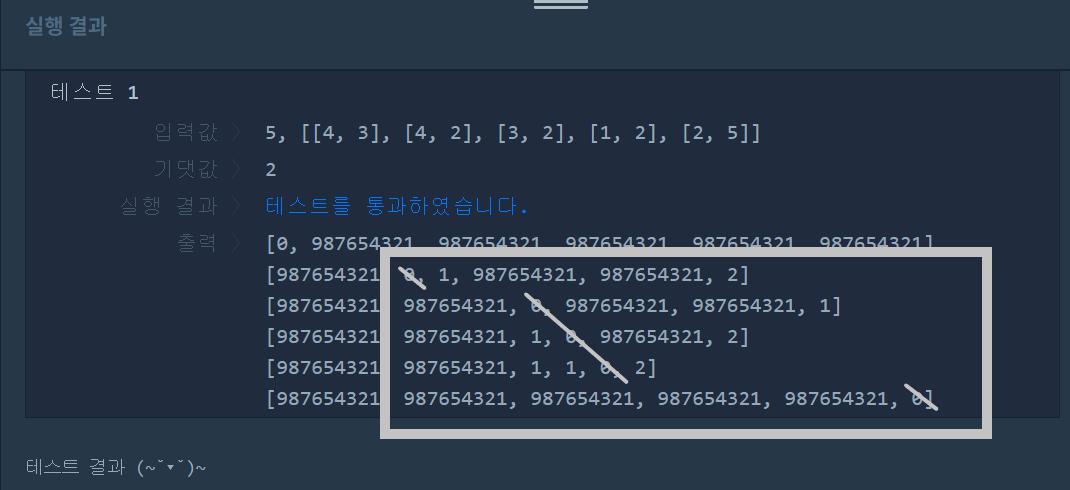 실행 결과
테스트 1
입력값 〉 5, [[4, 3], [4, 2], [3, 2], [1, 2], [2, 5]]
기댓값 〉 2
실행 결과 〉 테스트를 통과하였습니다.
출력 〉 [0, 987654321, 987654321, 987654321, 987654321, 987654321]
[987654321, 0, 1, 987654321, 987654321, 2]
[987654321, 987654321, 0, 987654321, 987654321, 1]
[987654321, 987654321, 1, 0, 987654321, 2]
[987654321, 987654321, 1, 1, 0, 2]
[987654321, 987654321, 987654321, 987654321, 987654321, 0]
테스트 결과 (~˘▾˘)~